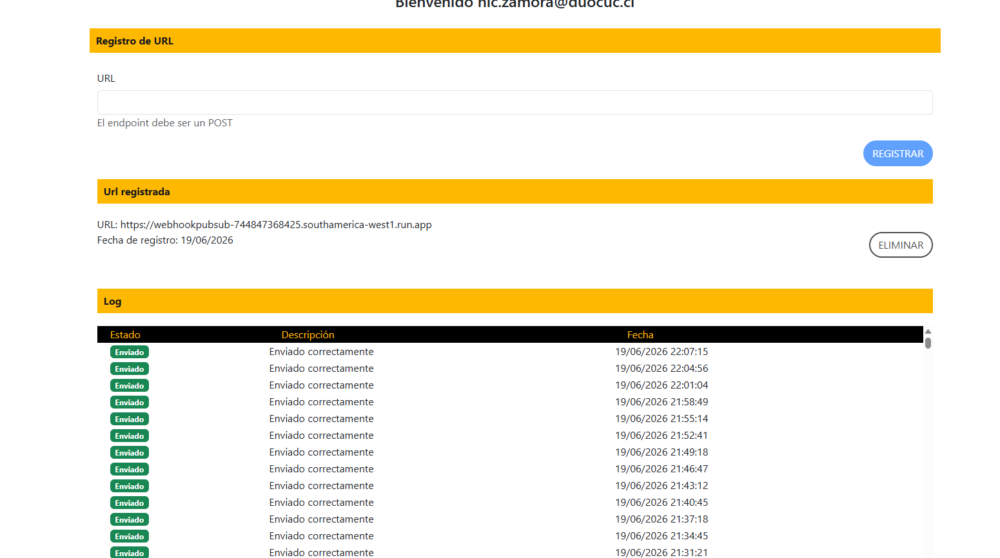 Bienvenido nic.zamora@duocuc.cl
Registro de URL
URL
El endpoint debe ser un POST
REGISTRAR
Url registrada
URL: https://webhookpubsub-744847368425.southamerica-west1.run.app
Fecha de registro: 19/06/2026
ELIMINAR
Log
Estado Descripción Fecha
Enviado Enviado correctamente 19/06/2026 22:07:15
Enviado Enviado correctamente 19/06/2026 22:04:56
Enviado Enviado correctamente 19/06/2026 22:01:04
Enviado Enviado correctamente 19/06/2026 21:58:49
Enviado Enviado correctamente 19/06/2026 21:55:14
Enviado Enviado correctamente 19/06/2026 21:52:41
Enviado Enviado correctamente 19/06/2026 21:49:18
Enviado Enviado correctamente 19/06/2026 21:46:47
Enviado Enviado correctamente 19/06/2026 21:43:12
Enviado Enviado correctamente 19/06/2026 21:40:45
Enviado Enviado correctamente 19/06/2026 21:37:18
Enviado Enviado correctamente 19/06/2026 21:34:45
Enviado Enviado correctamente 19/06/2026 21:31:21